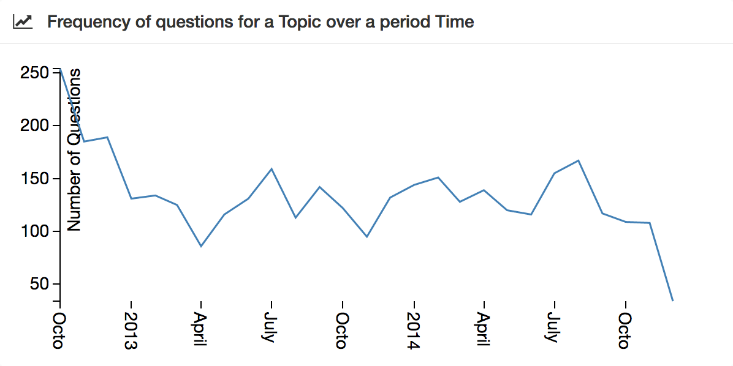 Frequency of questions for a Topic over a period Time
250
200
150
100
50
Number of Questions
Octo
2013
April
July
Octo
2014
April
July
Octo